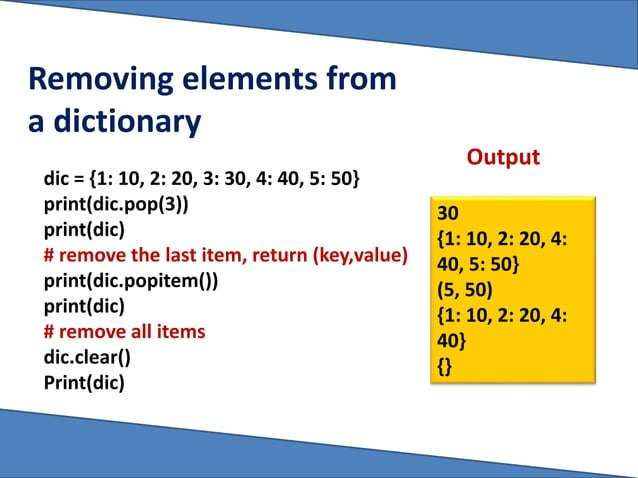 Removing elements from
a dictionary
dic = {1: 10, 2: 20, 3: 30, 4: 40, 5: 50}
print(dic.pop(3))
print(dic)
# remove the last item, return (key,value)
print(dic.popitem())
print(dic)
# remove all items
dic.clear()
Print(dic)
Output
30
{1: 10, 2: 20, 4:
40, 5: 50}
(5, 50)
{1: 10, 2: 20, 4:
40}
{}